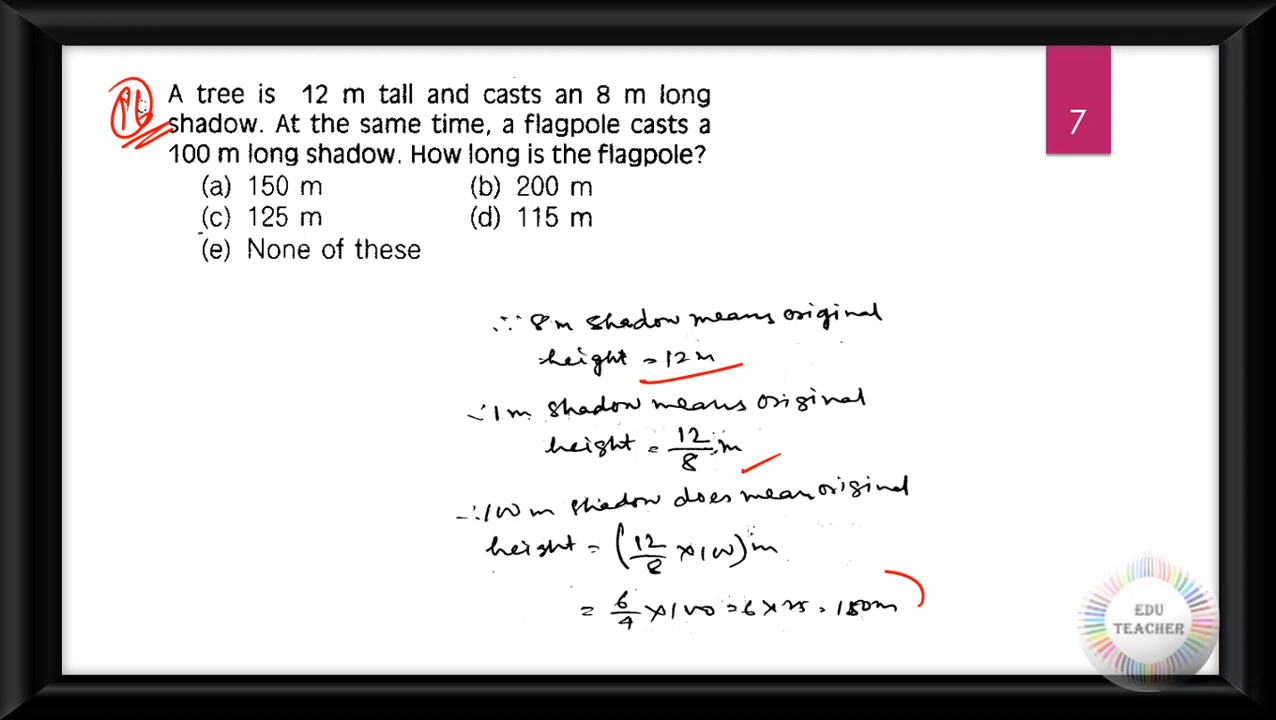 A tree is 12 m tall and casts an 8 m long
shadow. At the same time, a flagpole casts a
100 m long shadow. How long is the flagpole?
(a) 150 m (b) 200 m
(c) 125 m (d) 115 m
(e) None of these
7
∵ 8m shadow means original
height = 12 m
∵ 1m shadow means original
height = 12/8 m
∴ 100 m shadow does mean original
height = (12/8 × 100) m
= 6/4 × 100 = 6 × 25 = 150m
EDU
TEACHER